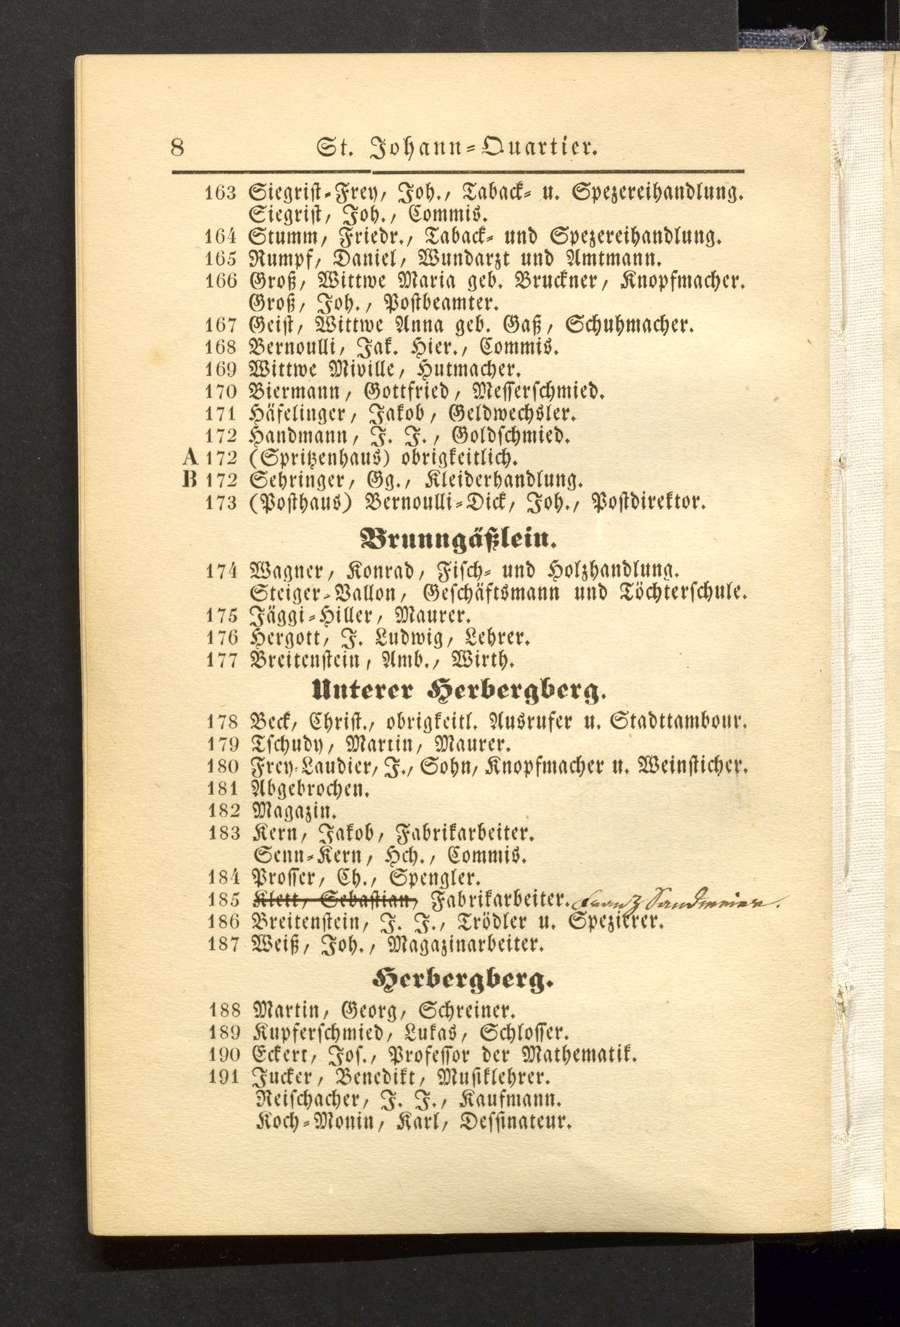 8 St. Johann-Quartier.
163 Siegrist-Frey, Joh., Taback- u. Spezereihandlung.
Siegrist, Joh., Commis.
164 Stumm, Friedr., Taback- und Spezereihandlung.
165 Rumpf, Daniel, Wundarzt und Amtmann.
166 Groß, Wittwe Maria geb. Bruckner, Knopfmacher.
Groß, Joh., Postbeamter.
167 Geist, Wittwe Anna geb. Gaß, Schuhmacher.
168 Bernoulli, Jak. Hier., Commis.
169 Wittwe Miville, Hutmacher.
170 Biermann, Gottfried, Messerschmied.
171 Häfelinger, Jakob, Geldwechsler.
172 Handmann, J. J., Goldschmied.
A 172 (Spritzenhaus) obrigkeitlich.
B 172 Sehringer, Gg., Kleiderhandlung.
173 (Posthaus) Bernoulli-Dick, Joh., Postdirektor.
Brunngäßlein.
174 Wagner, Konrad, Fisch- und Holzhandlung.
Steiger-Vallon, Geschäftsmann und Töchterschule.
175 Jäggi-Hiller, Maurer.
176 Hergott, J. Ludwig, Lehrer.
177 Breitenstein, Amb., Wirth.
Unterer Herbergberg.
178 Beck, Christ., obrigkeitl. Ausrufer u. Stadttambour.
179 Tschudy, Martin, Maurer.
180 Frey-Laudier, J., Sohn, Knopfmacher u. Weinsticher.
181 Abgebrochen.
182 Magazin.
183 Kern, Jakob, Fabrikarbeiter.
Senn-Kern, Hch., Commis.
184 Prosser, Ch., Spengler.
185 Klett, Sebastian, Fabrikarbeiter. Franz Sandmeier.
186 Breitenstein, J. J., Trödler u. Spezierer.
187 Weiß, Joh., Magazinarbeiter.
Herbergberg.
188 Martin, Georg, Schreiner.
189 Kupferschmied, Lukas, Schlosser.
190 Eckert, Jos., Professor der Mathematik.
191 Jucker, Benedikt, Musiklehrer.
Reischacher, J. J., Kaufmann.
Koch-Monin, Karl, Dessinateur.